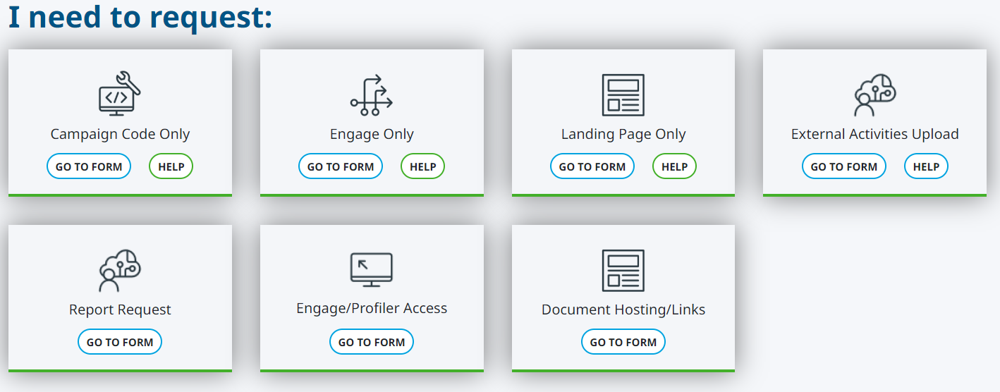 I need to request:
Campaign Code Only
GO TO FORM HELP
Engage Only
GO TO FORM HELP
Landing Page Only
GO TO FORM HELP
External Activities Upload
GO TO FORM HELP
Report Request
GO TO FORM
Engage/Profiler Access
GO TO FORM
Document Hosting/Links
GO TO FORM